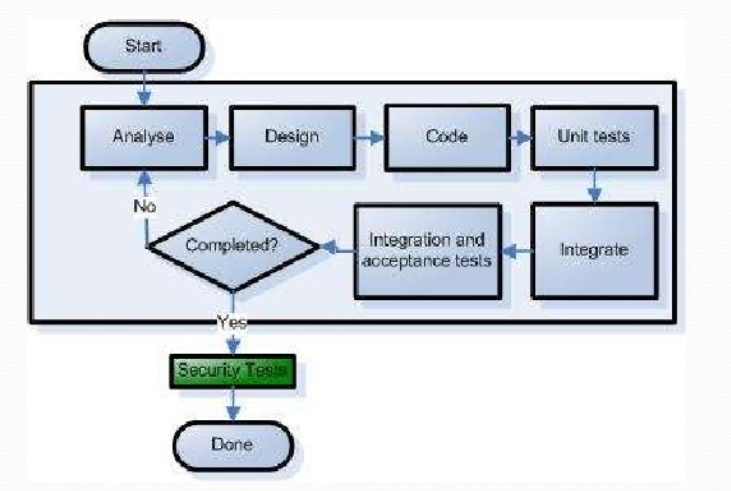 Start
Analyse
Design
Code
Unit tests
No
Completed?
Integration and
acceptance tests
Integrate
Yes
Security Tests
Done